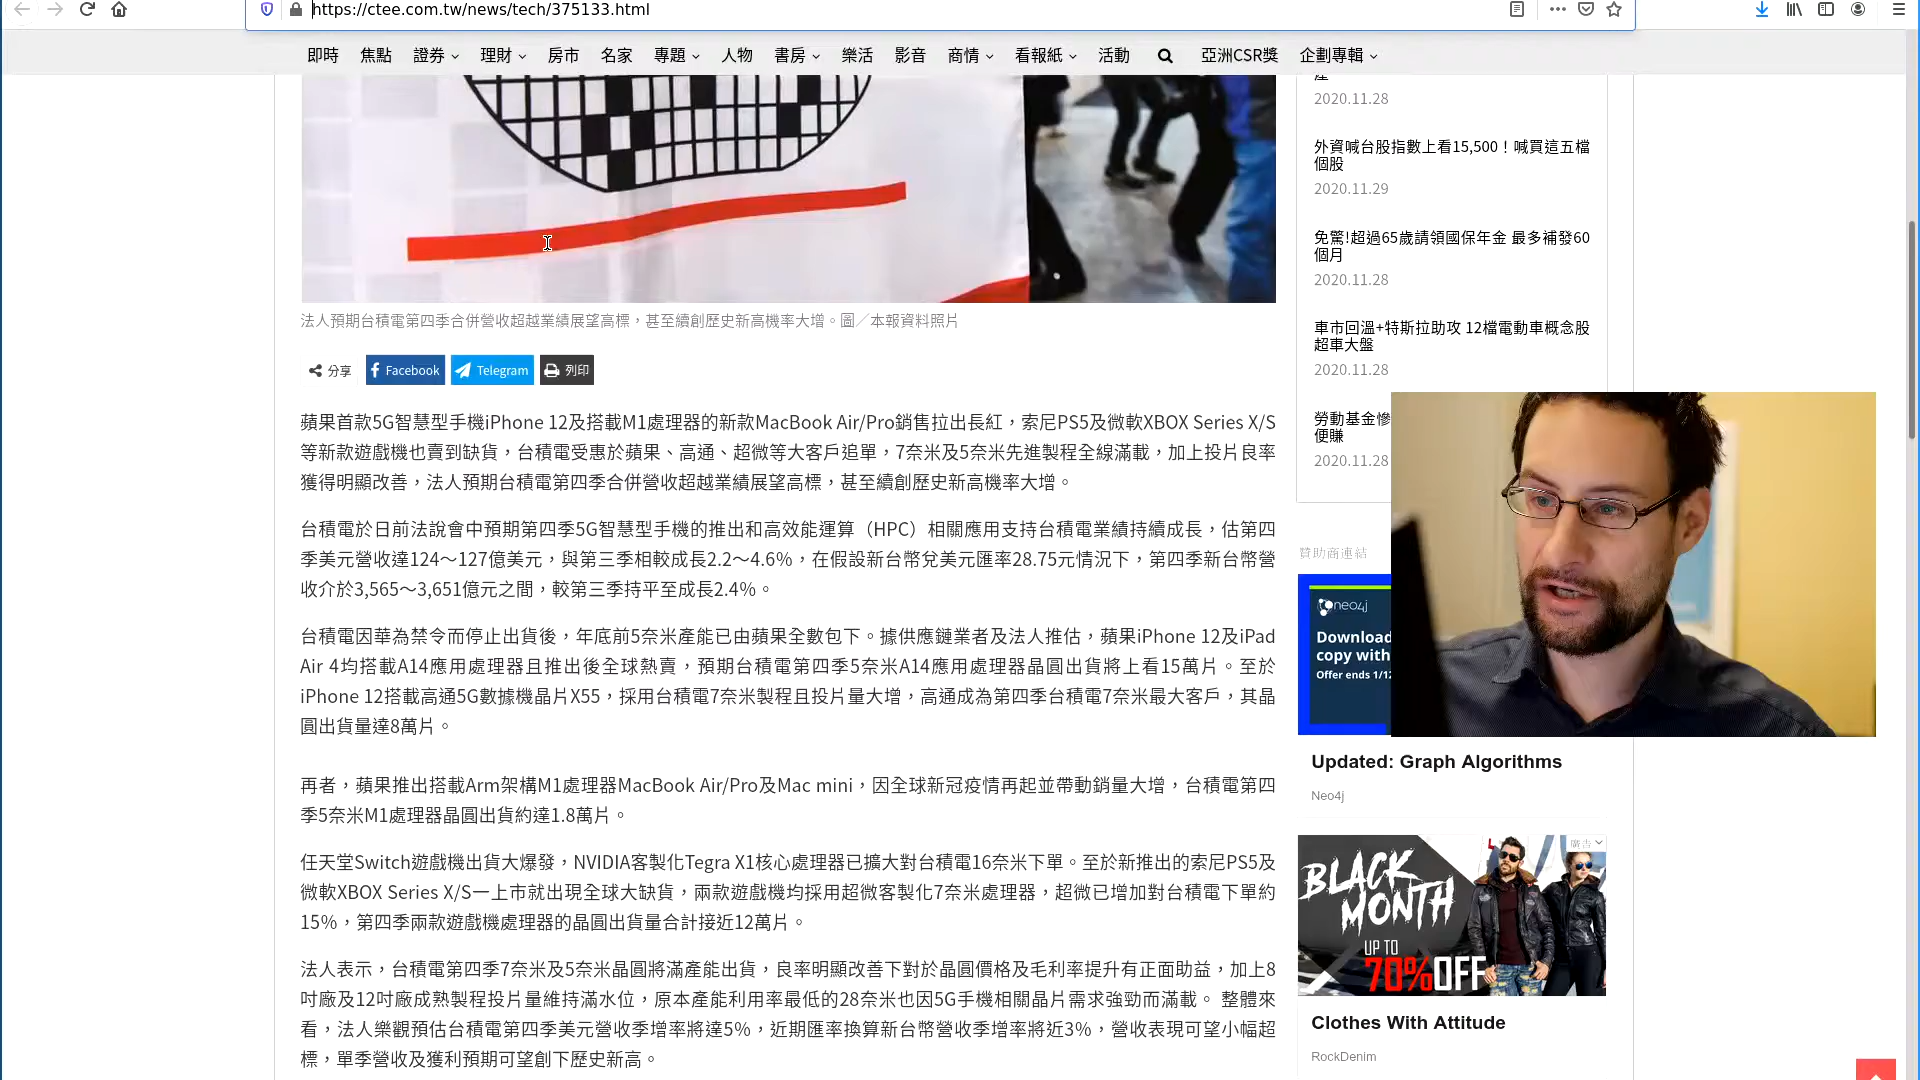 https://ctee.com.tw/news/tech/375133.html
即時 焦點 證券 理財 房市 名家 專題 人物 書房 樂活 影音 商情 看報紙 活動 亞洲CSR獎 企劃專輯
2020.11.28
外資喊台股指數上看15,500！喊買這五檔
個股
2020.11.29
免驚!超過65歲請領國保年金 最多補發60
個月
2020.11.28
車市回溫+特斯拉助攻 12檔電動車概念股
超車大盤
2020.11.28
勞動基金慘
便賺
2020.11.28
法人預期台積電第四季合併營收超越業績展望高標，甚至續創歷史新高機率大增。圖／本報資料照片
分享 Facebook Telegram 列印
蘋果首款5G智慧型手機iPhone 12及搭載M1處理器的新款MacBook Air/Pro銷售拉出長紅，索尼PS5及微軟XBOX Series X/S
等新款遊戲機也賣到缺貨，台積電受惠於蘋果、高通、超微等大客戶追單，7奈米及5奈米先進製程全線滿載，加上投片良率
獲得明顯改善，法人預期台積電第四季合併營收超越業績展望高標，甚至續創歷史新高機率大增。
台積電於日前法說會中預期第四季5G智慧型手機的推出和高效能運算（HPC）相關應用支持台積電業績持續成長，估第四
季美元營收達124～127億美元，與第三季相較成長2.2～4.6%，在假設新台幣兌美元匯率28.75元情況下，第四季新台幣營
收介於3,565～3,651億元之間，較第三季持平至成長2.4%。
台積電因華為禁令而停止出貨後，年底前5奈米產能已由蘋果全數包下。據供應鏈業者及法人推估，蘋果iPhone 12及iPad
Air 4均搭載A14應用處理器且推出後全球熱賣，預期台積電第四季5奈米A14應用處理器晶圓出貨將上看15萬片。至於
iPhone 12搭載高通5G數據機晶片X55，採用台積電7奈米製程且投片量大增，高通成為第四季台積電7奈米最大客戶，其晶
圓出貨量達8萬片。
再者，蘋果推出搭載Arm架構M1處理器MacBook Air/Pro及Mac mini，因全球新冠疫情再起並帶動銷量大增，台積電第四
季5奈米M1處理器晶圓出貨約達1.8萬片。
任天堂Switch遊戲機出貨大爆發，NVIDIA客製化Tegra X1核心處理器已擴大對台積電16奈米下單。至於新推出的索尼PS5及
微軟XBOX Series X/S一上市就出現全球大缺貨，兩款遊戲機均採用超微客製化7奈米處理器，超微已增加對台積電下單約
15%，第四季兩款遊戲機處理器的晶圓出貨量合計接近12萬片。
法人表示，台積電第四季7奈米及5奈米晶圓將滿產能出貨，良率明顯改善下對於晶圓價格及毛利率提升有正面助益，加上8
吋廠及12吋廠成熟製程投片量維持滿水位，原本產能利用率最低的28奈米也因5G手機相關晶片需求強勁而滿載。 整體來
看，法人樂觀預估台積電第四季美元營收季增率將達5%，近期匯率換算新台幣營收季增率將近3%，營收表現可望小幅超
標，單季營收及獲利預期可望創下歷史新高。
贊助商連結
neo4j
Download
copy with
Offer ends 1/12
Updated: Graph Algorithms
Neo4j
廣告
BLACK
MONTH
UP TO
70%OFF
Clothes With Attitude
RockDenim